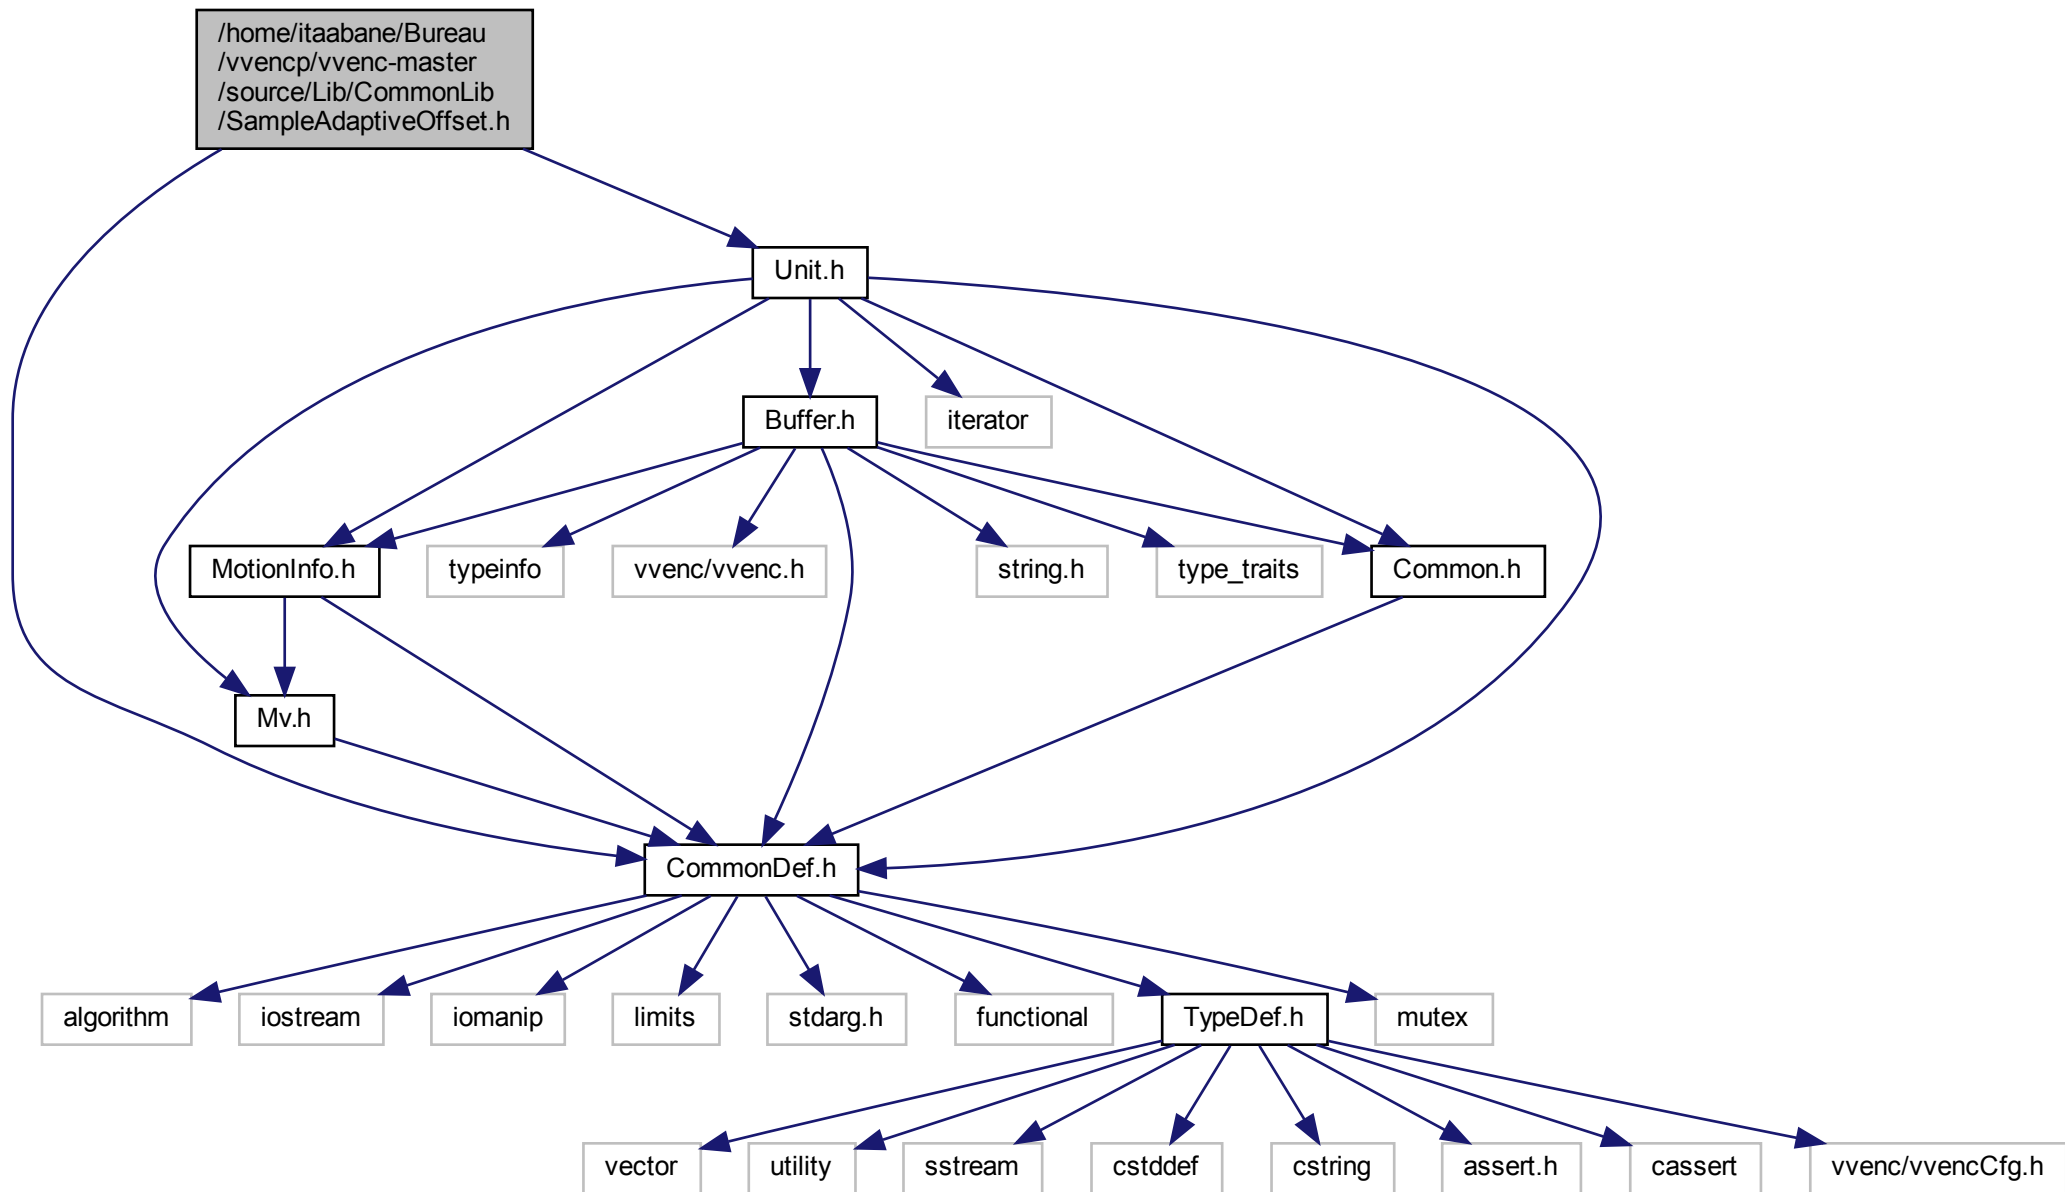 /home/itaabane/Bureau
/vvencp/vvenc-master
/source/Lib/CommonLib
/SampleAdaptiveOffset.h
Unit.h
Buffer.h
iterator
MotionInfo.h
typeinfo
vvenc/vvenc.h
string.h
type_traits
Common.h
Mv.h
CommonDef.h
algorithm
iostream
iomanip
limits
stdarg.h
functional
TypeDef.h
mutex
vector
utility
sstream
cstddef
cstring
assert.h
cassert
vvenc/vvencCfg.h